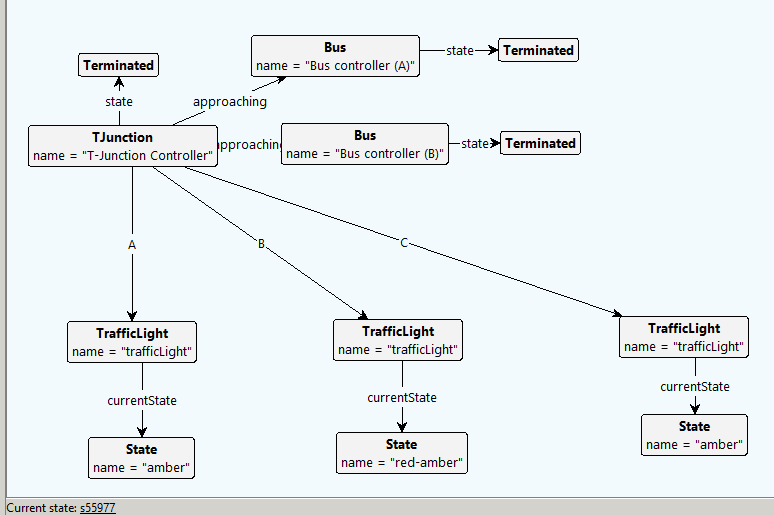 Bus
name = "Bus controller (A)"
state
Terminated
Terminated
state
approaching
TJunction
name = "T-Junction Controller"
approaching
Bus
name = "Bus controller (B)"
state
Terminated
A
B
C
TrafficLight
name = "trafficLight"
TrafficLight
name = "trafficLight"
TrafficLight
name = "trafficLight"
currentState
currentState
currentState
State
name = "amber"
State
name = "red-amber"
State
name = "amber"
Current state: s55977